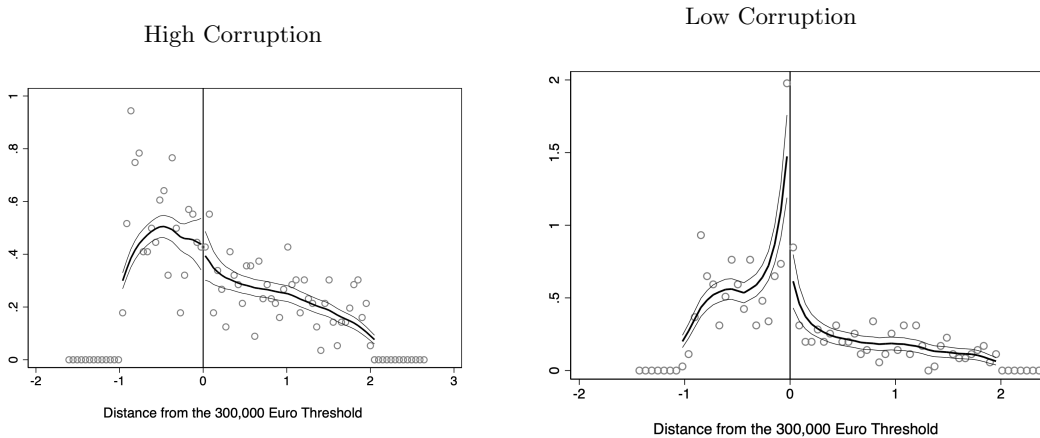 High Corruption
1
.8
.6
.4
.2
0
-2 -1 0 1 2 3
Distance from the 300,000 Euro Threshold
Low Corruption
2
1.5
1
.5
0
-2 -1 0 1 2
Distance from the 300,000 Euro Threshold